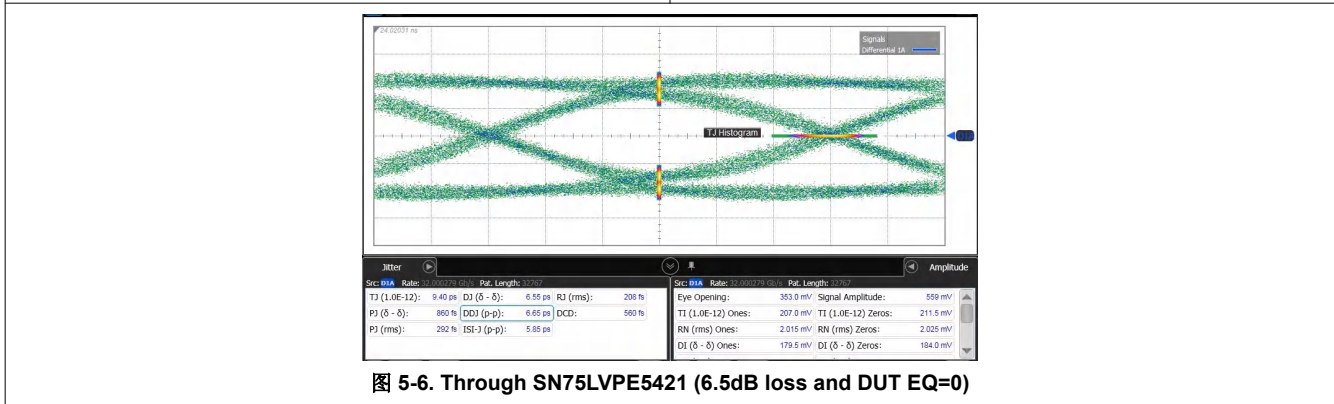 24.02031 ns
Signals
Differential 1A
TJ Histogram
Jitter
Amplitude
Src: D1A Rate: 32.000279 Gb/s Pat. Length: 32767
TJ (1.0E-12): 9.40 ps DJ (δ - δ): 6.55 ps RJ (rms): 208 fs
PJ (δ - δ): 860 fs DDJ (p-p): 6.65 ps DCD: 560 fs
PJ (rms): 292 fs ISI-J (p-p): 5.85 ps
Src: D1A Rate: 32.000279 Gb/s Pat. Length: 32767
Eye Opening: 353.0 mV Signal Amplitude: 559 mV
TI (1.0E-12) Ones: 207.0 mV TI (1.0E-12) Zeros: 211.5 mV
RN (rms) Ones: 2.015 mV RN (rms) Zeros: 2.025 mV
DI (δ - δ) Ones: 179.5 mV DI (δ - δ) Zeros: 184.0 mV
图 5-6. Through SN75LVPE5421 (6.5dB loss and DUT EQ=0)